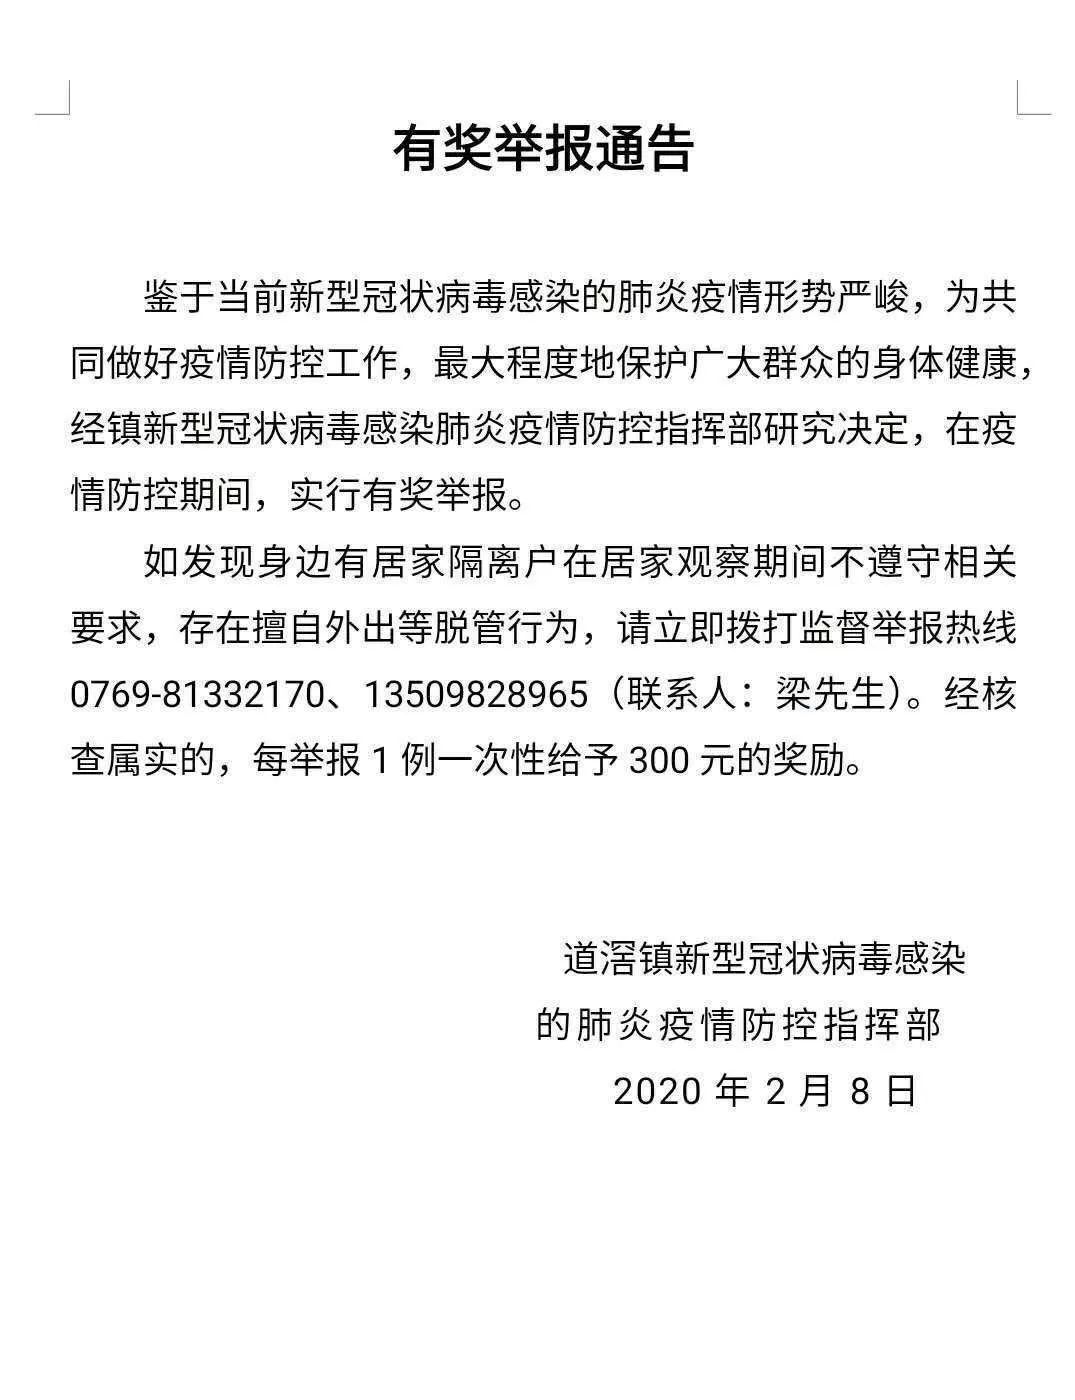 有奖举报通告
鉴于当前新型冠状病毒感染的肺炎疫情形势严峻，为共
同做好疫情防控工作，最大程度地保护广大群众的身体健康，
经镇新型冠状病毒感染肺炎疫情防控指挥部研究决定，在疫
情防控期间，实行有奖举报。
如发现身边有居家隔离户在居家观察期间不遵守相关
要求，存在擅自外出等脱管行为，请立即拨打监督举报热线
0769-81332170、13509828965（联系人：梁先生）。经核
查属实的，每举报 1 例一次性给予 300 元的奖励。
道滘镇新型冠状病毒感染
的肺炎疫情防控指挥部
2020 年 2 月 8 日